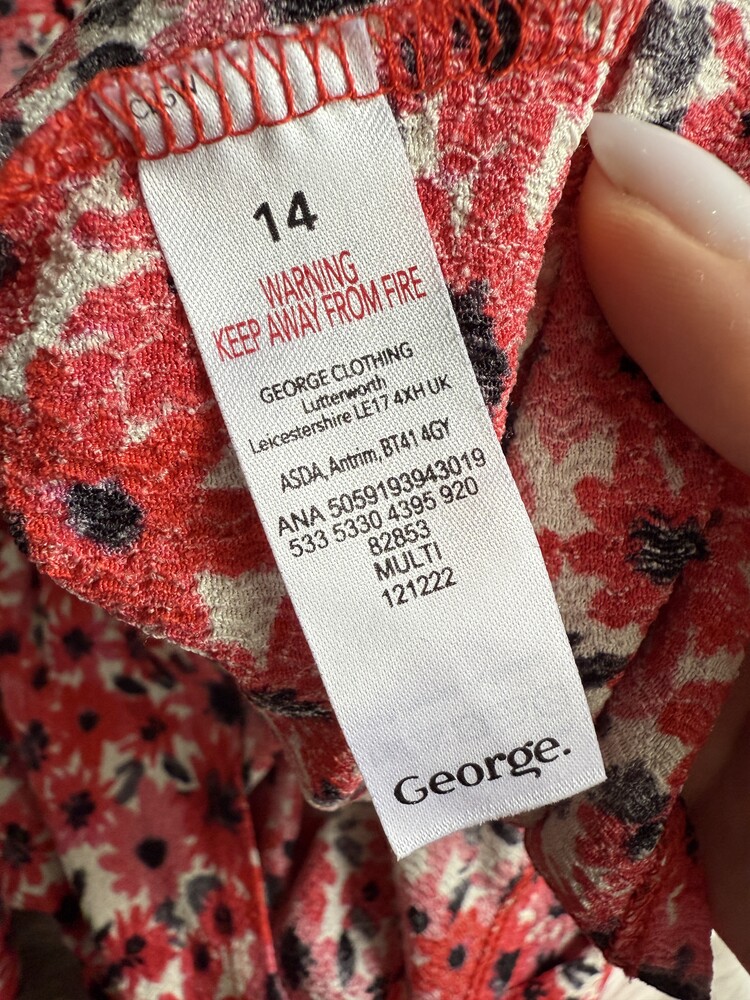 14
WARNING
KEEP AWAY FROM FIRE
GEORGE CLOTHING
Lutterworth
Leicestershire LE17 4XH UK
ASDA, Antrim, BT41 4GY
ANA 5059193943019
533 5330 4395 920
82853
MULTI
121222
George.